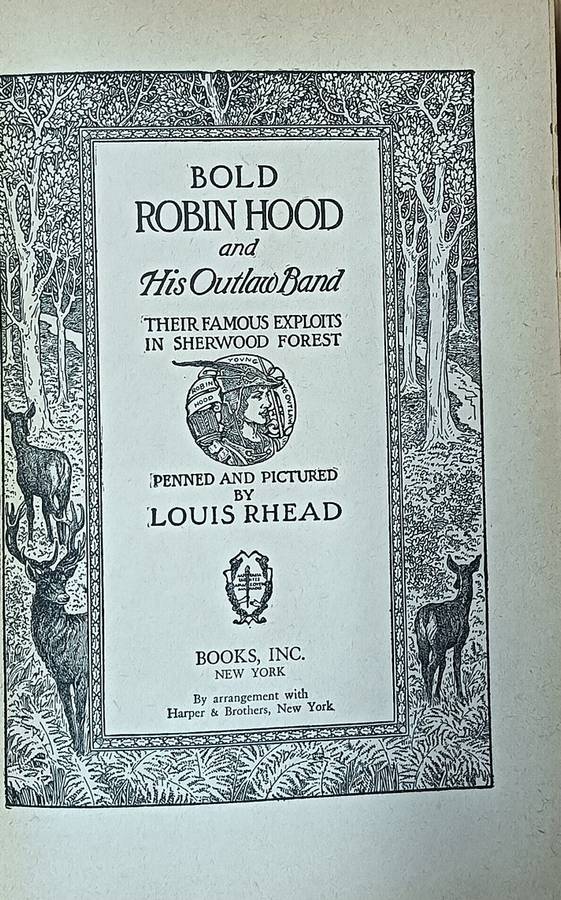 BOLD
ROBIN HOOD
and
His Outlaw Band
THEIR FAMOUS EXPLOITS
IN SHERWOOD FOREST
YOUNG
ROBIN
HOOD
OUTLAW
PENNED AND PICTURED
BY
LOUIS RHEAD
BOOKS, INC.
NEW YORK
By arrangement with
Harper & Brothers, New York